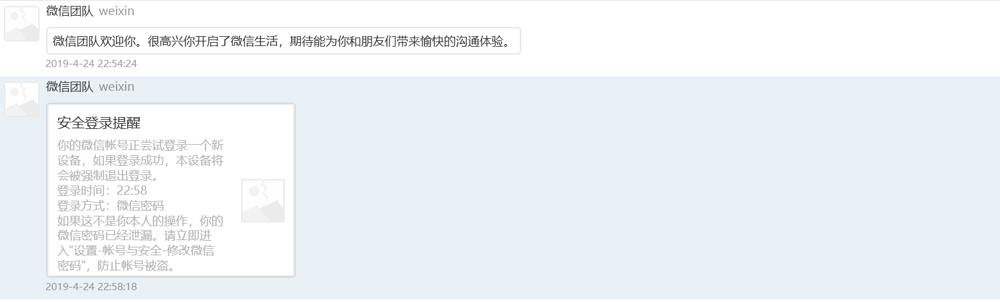 微信团队 weixin
微信团队欢迎你。很高兴你开启了微信生活，期待能为你和朋友们带来愉快的沟通体验。
2019-4-24 22:54:24
微信团队 weixin
安全登录提醒
你的微信帐号正尝试登录一个新
设备，如果登录成功，本设备将
会被强制退出登录。
登录时间：22:58
登录方式：微信密码
如果这不是你本人的操作，你的
微信密码已经泄漏。请立即进
入“设置-帐号与安全-修改微信
密码”，防止帐号被盗。
2019-4-24 22:58:18